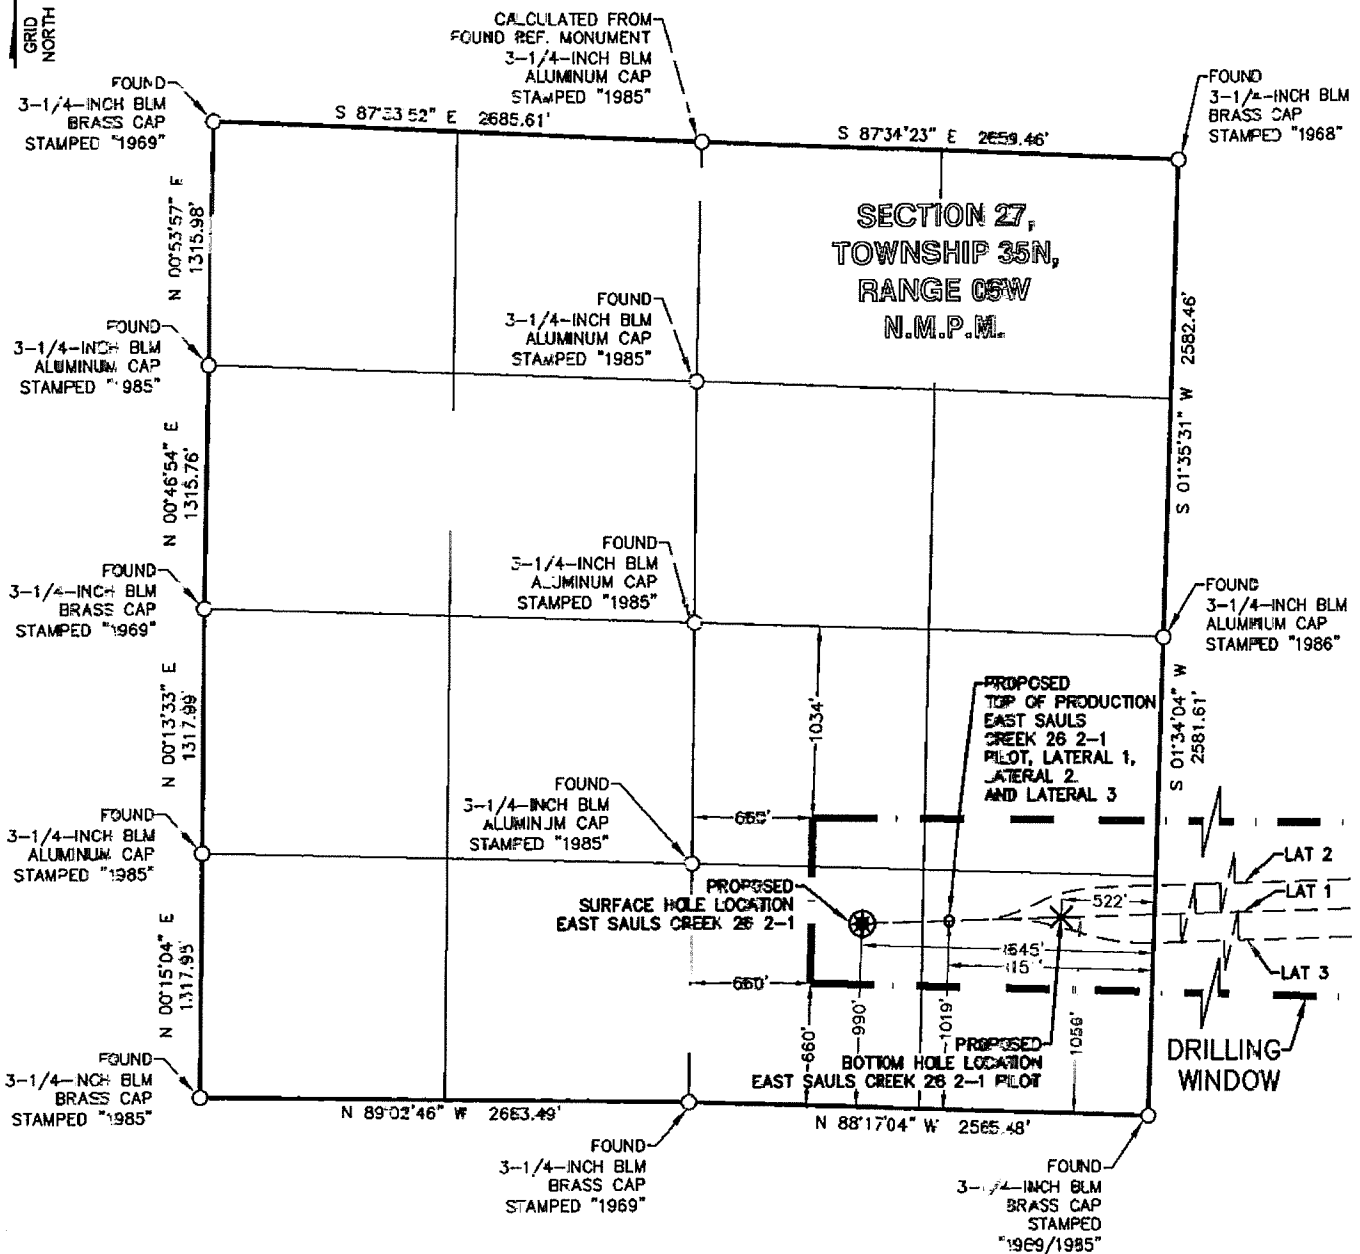 GRID
NORTH
CALCULATED FROM
FOUND REF. MONUMENT
3-1/4-INCH BLM
ALUMINUM CAP
STAMPED "1985"
FOUND
3-1/4-INCH BLM
BRASS CAP
STAMPED "1969"
S 87°33'52" E 2685.61'
S 87°34'23" E 2659.46'
FOUND
3-1/4-INCH BLM
BRASS CAP
STAMPED "1968"
N 00°53'57" E
1315.98'
SECTION 27,
TOWNSHIP 35N,
RANGE
N.M.P.M.
FOUND
3-1/4-INCH BLM
ALUMINUM CAP
STAMPED "1985"
FOUND
3-1/4-INCH BLM
ALUMINUM CAP
STAMPED "1985"
S 01°35'31" W 2582.46'
N 00°46'54" E
1315.76'
FOUND
3-1/4-INCH BLM
ALUMINUM CAP
STAMPED "1985"
FOUND
3-1/4-INCH BLM
BRASS CAP
STAMPED "1969"
FOUND
3-1/4-INCH BLM
ALUMINUM CAP
STAMPED "1986"
N 00°13'33" E
1317.99'
1034'
PROPOSED
TOP OF PRODUCTION
EAST SAULS
CREEK 26 2-1
PILOT, LATERAL 1,
LATERAL 2
AND LATERAL 3
S 01°34'04" W
2581.61'
FOUND
3-1/4-INCH BLM
ALUMINUM CAP
STAMPED "1985"
FOUND
3-1/4-INCH BLM
ALUMINUM CAP
STAMPED "1985"
LAT 2
LAT 1
LAT 3
PROPOSED
SURFACE HOLE LOCATION
EAST SAULS CREEK 26 2-1
522'
1645'
660'
N 00°15'04" E
1317.95'
660'
990'
1019'
1056'
PROPOSED
BOTTOM HOLE LOCATION
EAST SAULS CREEK 26 2-1 PILOT
DRILLING
WINDOW
FOUND
3-1/4-INCH BLM
BRASS CAP
STAMPED "1985"
N 89°02'46" W 2663.49'
N 88°17'04" W 2565.48'
FOUND
3-1/4-INCH BLM
BRASS CAP
STAMPED "1969"
FOUND
3-1/4-INCH BLM
BRASS CAP
STAMPED
"1969/1985"